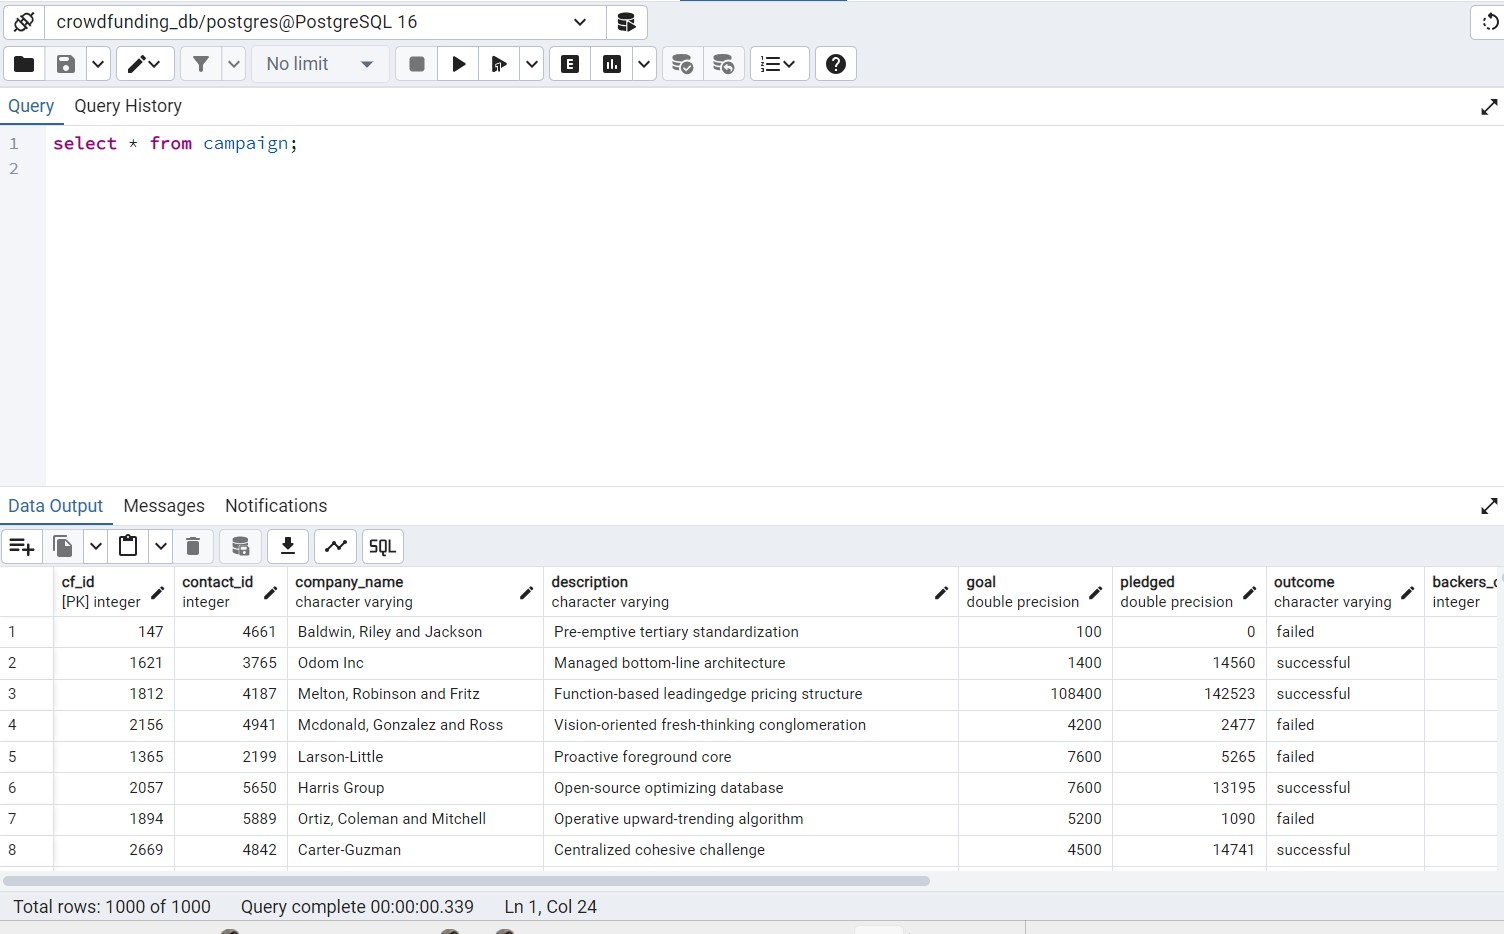 crowdfunding_db/postgres@PostgreSQL 16
No limit
E
Query Query History
1 select * from campaign;
2
Data Output Messages Notifications
SQL
cf_id contact_id company_name description goal pledged outcome backers_c
[PK] integer integer character varying character varying double precision double precision character varying integer
1 147 4661 Baldwin, Riley and Jackson Pre-emptive tertiary standardization 100 0 failed
2 1621 3765 Odom Inc Managed bottom-line architecture 1400 14560 successful
3 1812 4187 Melton, Robinson and Fritz Function-based leadingedge pricing structure 108400 142523 successful
4 2156 4941 Mcdonald, Gonzalez and Ross Vision-oriented fresh-thinking conglomeration 4200 2477 failed
5 1365 2199 Larson-Little Proactive foreground core 7600 5265 failed
6 2057 5650 Harris Group Open-source optimizing database 7600 13195 successful
7 1894 5889 Ortiz, Coleman and Mitchell Operative upward-trending algorithm 5200 1090 failed
8 2669 4842 Carter-Guzman Centralized cohesive challenge 4500 14741 successful
Total rows: 1000 of 1000 Query complete 00:00:00.339 Ln 1, Col 24